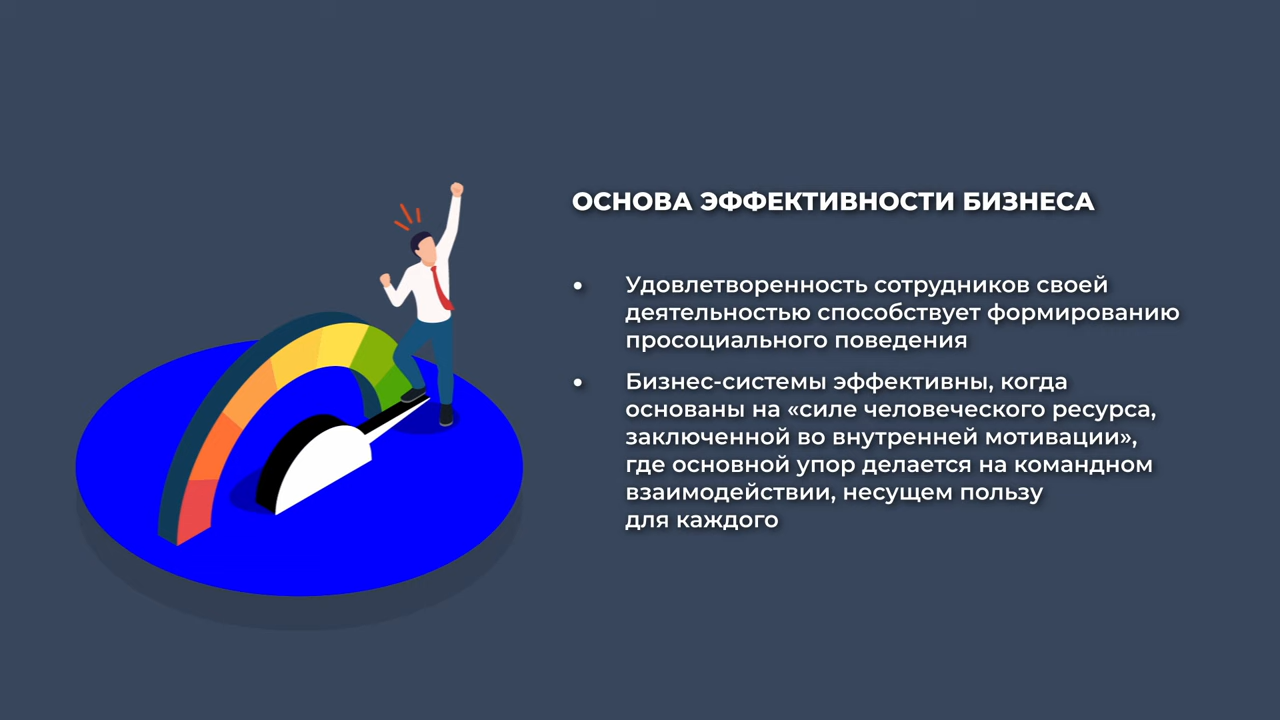 ОСНОВА ЭФФЕКТИВНОСТИ БИЗНЕСА
• Удовлетворенность сотрудников своей
деятельностью способствует формированию
просоциального поведения
• Бизнес-системы эффективны, когда
основаны на «силе человеческого ресурса,
заключенной во внутренней мотивации»,
где основной упор делается на командном
взаимодействии, несущем пользу
для каждого